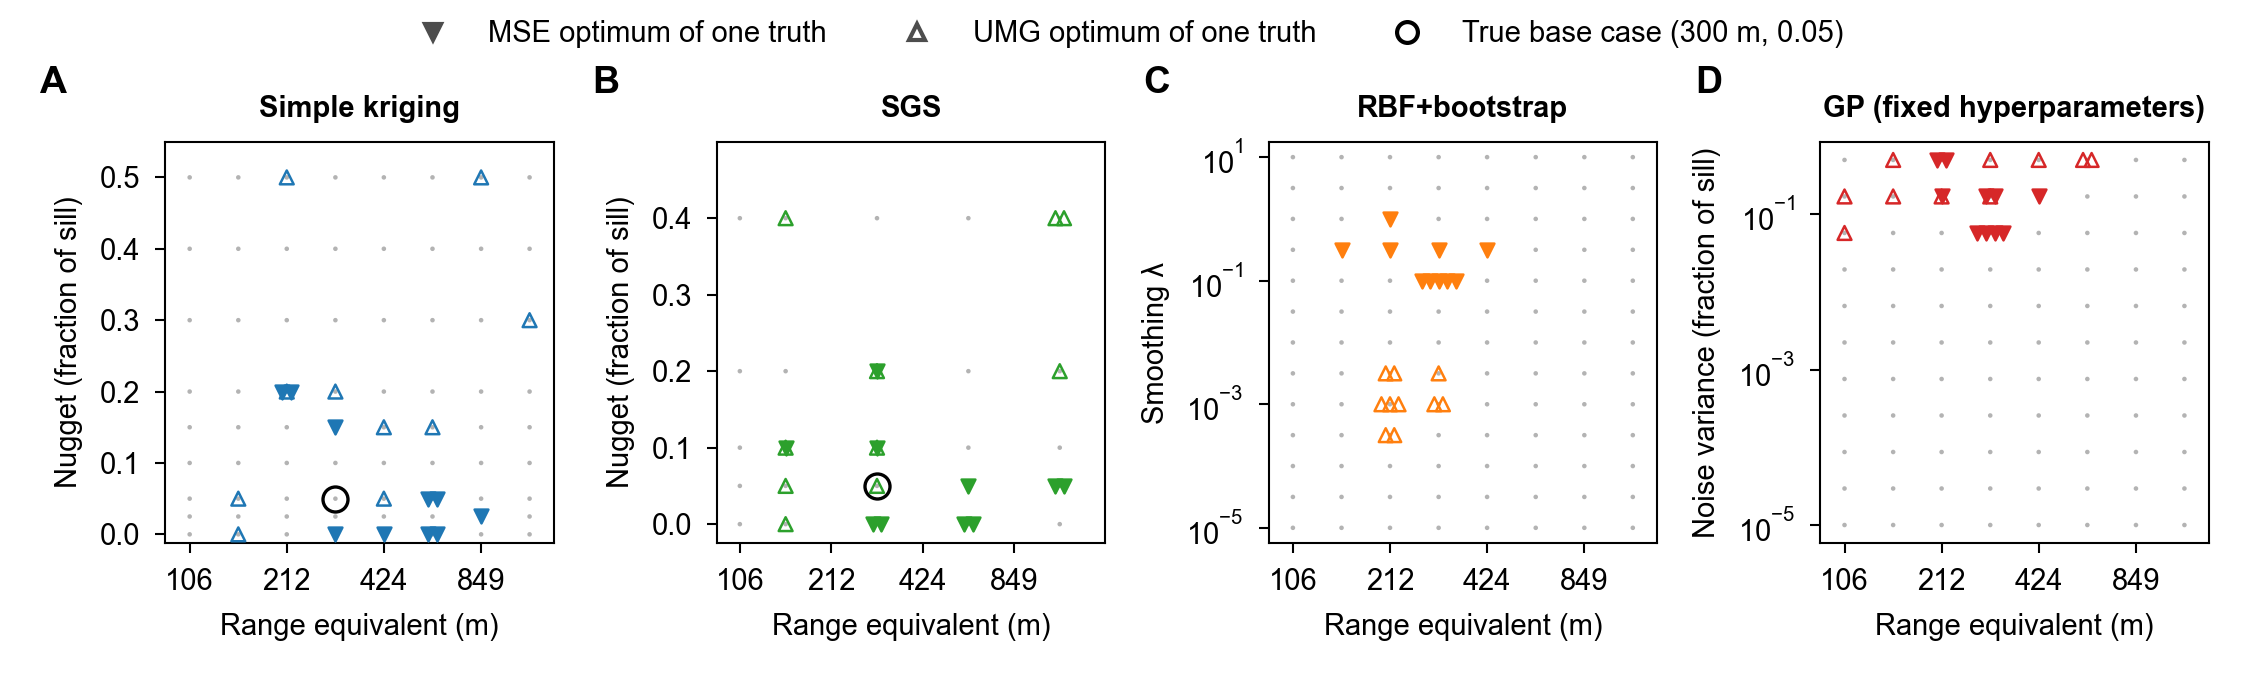 MSE optimum of one truth
UMG optimum of one truth
True base case (300 m, 0.05)
A
Simple kriging
Nugget (fraction of sill)
0.5
0.4
0.3
0.2
0.1
0.0
106 212 424 849
Range equivalent (m)
B
SGS
Nugget (fraction of sill)
0.4
0.3
0.2
0.1
0.0
106 212 424 849
Range equivalent (m)
C
RBF+bootstrap
Smoothing λ
10¹
10⁻¹
10⁻³
10⁻⁵
106 212 424 849
Range equivalent (m)
D
GP (fixed hyperparameters)
Noise variance (fraction of sill)
10⁻¹
10⁻³
10⁻⁵
106 212 424 849
Range equivalent (m)